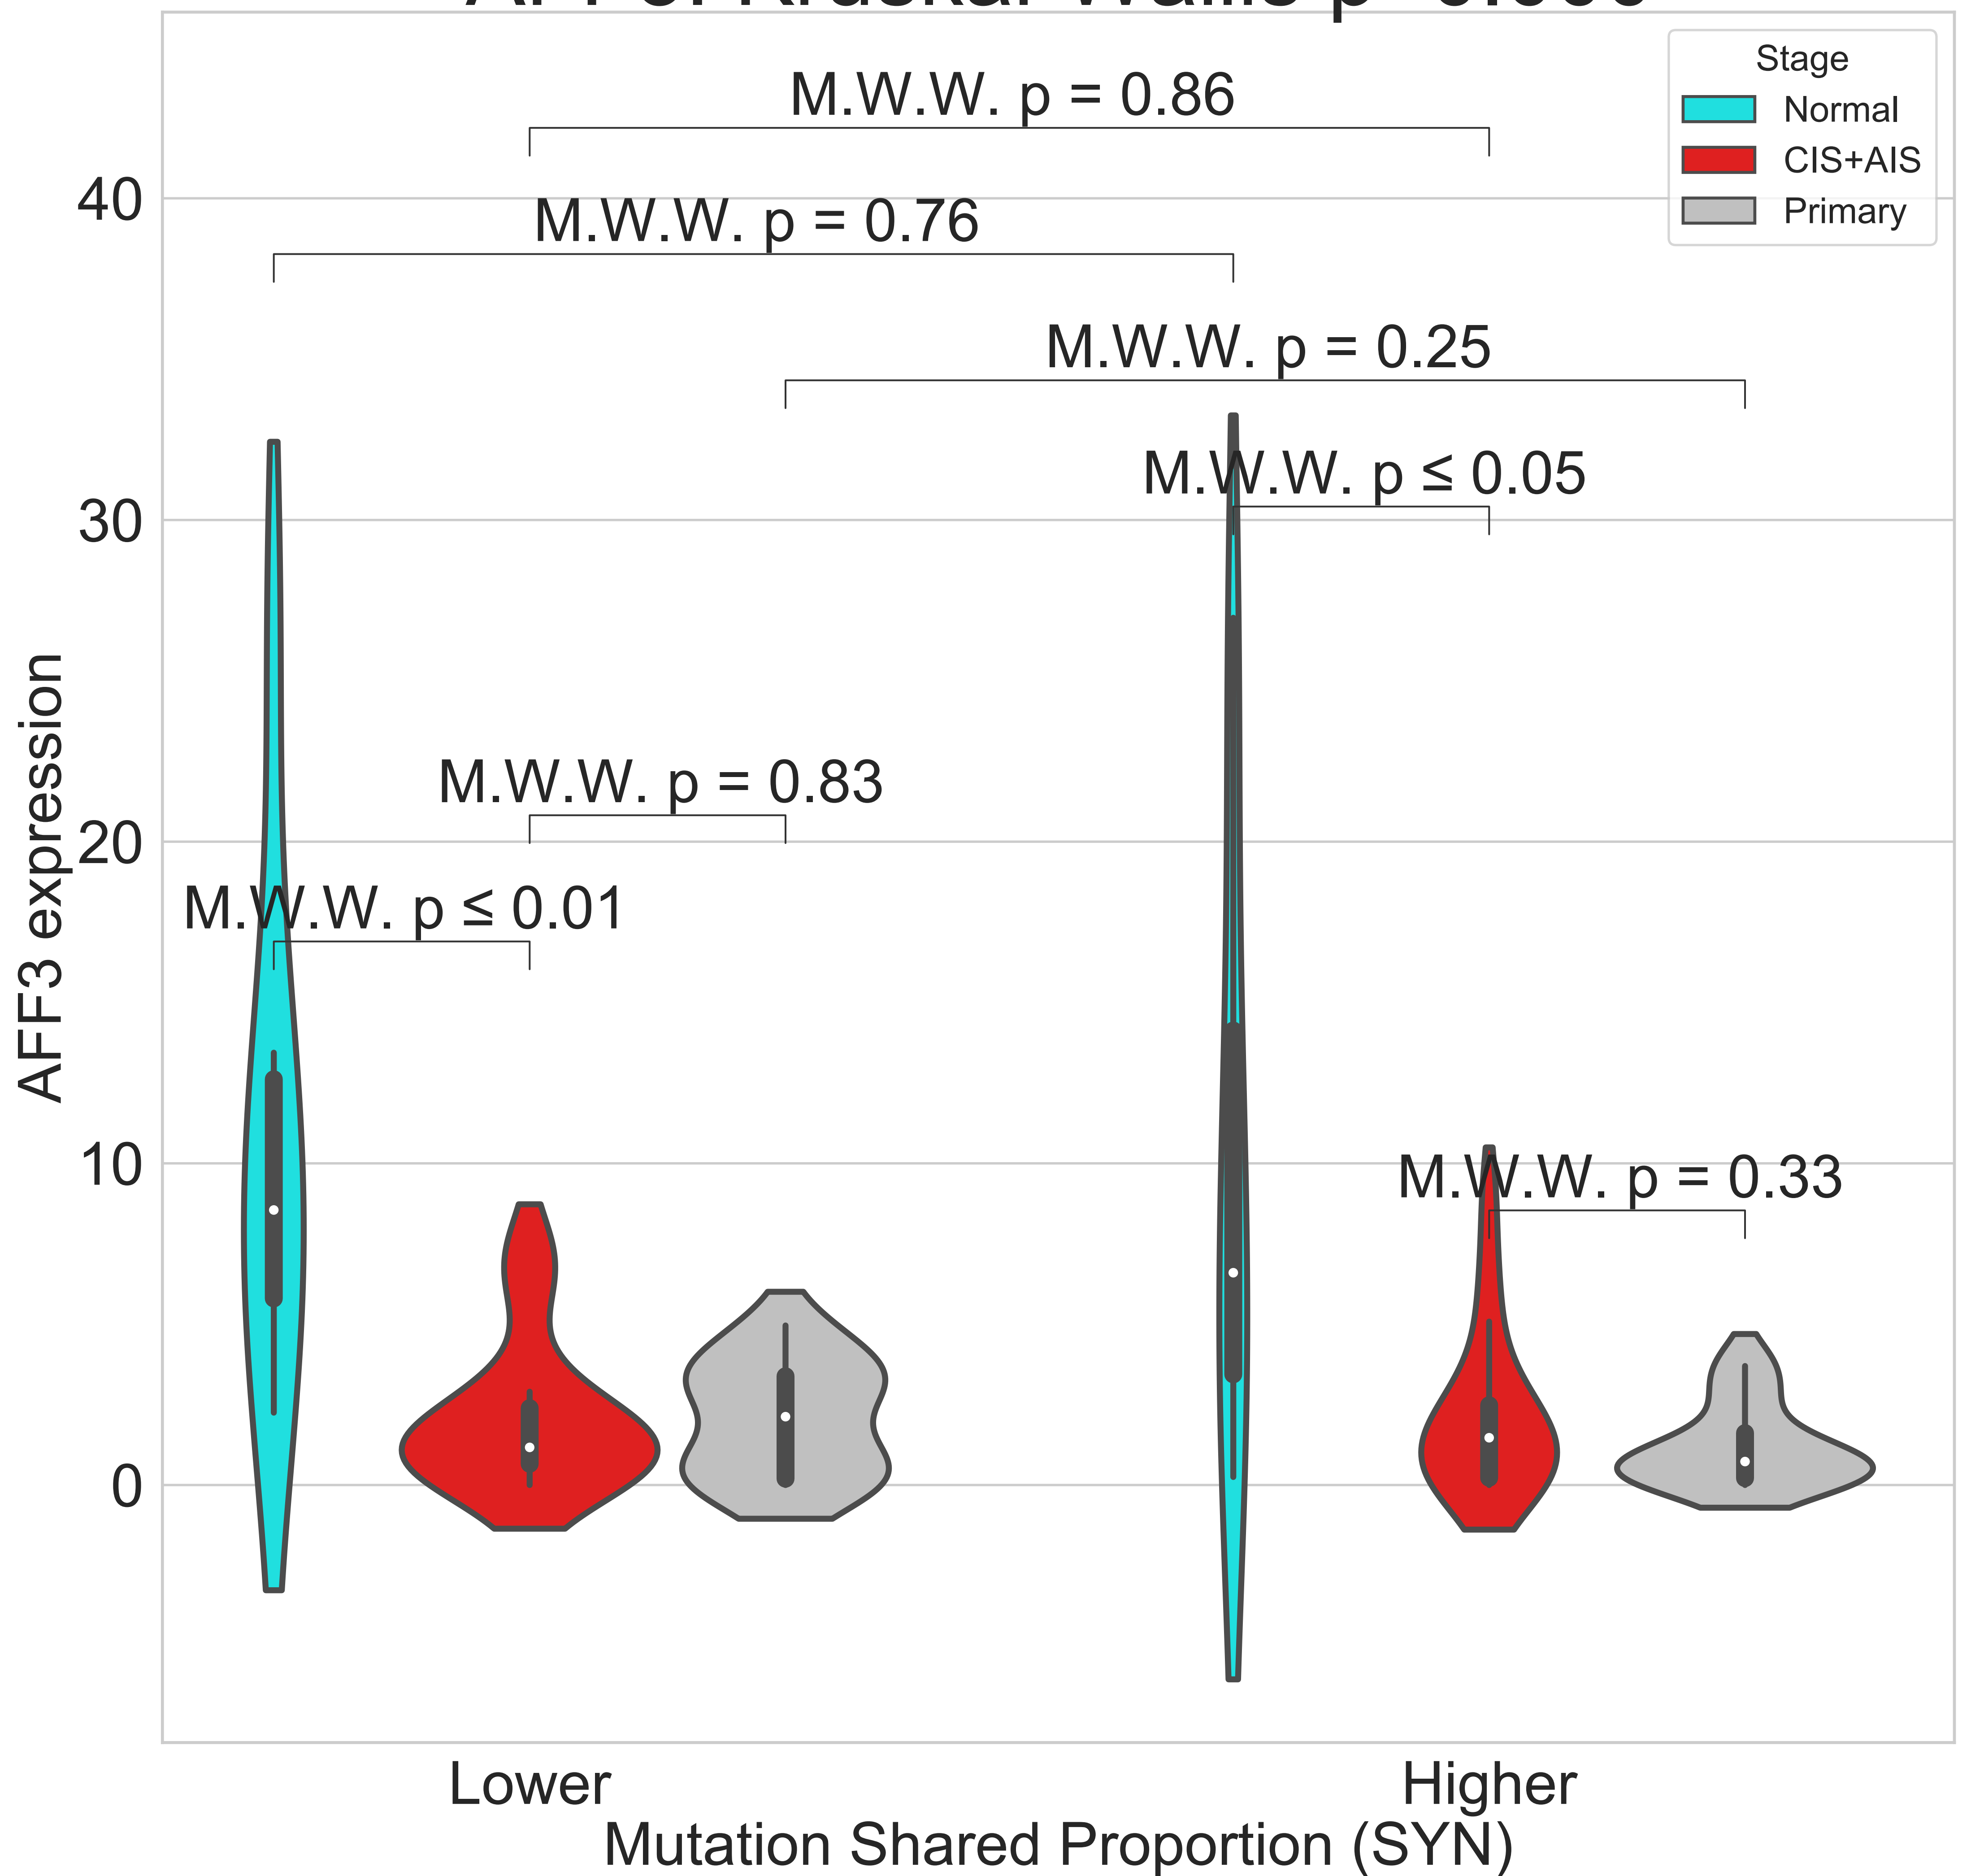 Stage
Normal
CIS+AIS
Primary
M.W.W. p = 0.86
M.W.W. p = 0.76
M.W.W. p = 0.25
M.W.W. p ≤ 0.05
M.W.W. p = 0.83
M.W.W. p ≤ 0.01
M.W.W. p = 0.33
40
30
20
10
0
AFF3 expression
Lower
Higher
Mutation Shared Proportion (SYN)